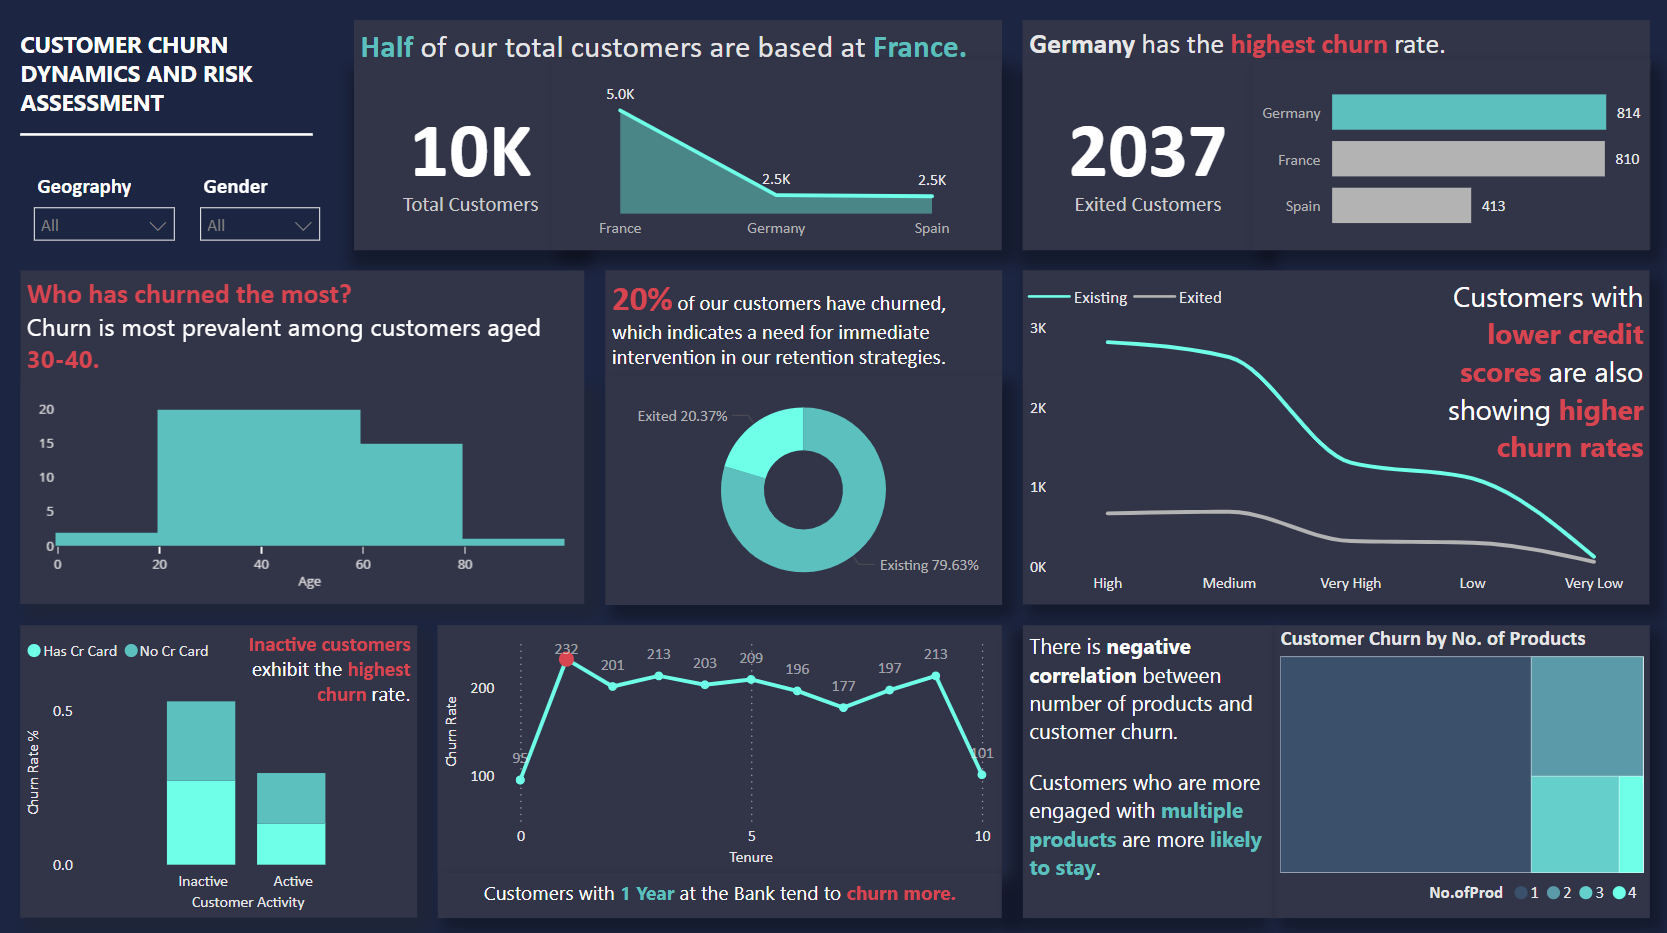 CUSTOMER CHURN
DYNAMICS AND RISK
ASSESSMENT
Geography
Gender
All
All
Half of our total customers are based at France.
10K
Total Customers
5.0K
2.5K
2.5K
France
Germany
Spain
Germany has the highest churn rate.
2037
Exited Customers
Germany
814
France
810
Spain
413
Who has churned the most?
Churn is most prevalent among customers aged
30-40.
20
15
10
5
0
0
20
40
60
80
Age
20% of our customers have churned,
which indicates a need for immediate
intervention in our retention strategies.
Exited 20.37%
Existing 79.63%
Existing
Exited
Customers with
lower credit
scores are also
showing higher
churn rates
3K
2K
1K
0K
High
Medium
Very High
Low
Very Low
Has Cr Card
No Cr Card
Inactive customers
exhibit the highest
churn rate.
Churn Rate %
0.5
0.0
Inactive
Active
Customer Activity
Churn Rate
200
100
95
232
201
213
203
209
196
177
197
213
101
0
5
10
Tenure
Customers with 1 Year at the Bank tend to churn more.
There is negative
correlation between
number of products and
customer churn.
Customers who are more
engaged with multiple
products are more likely
to stay.
Customer Churn by No. of Products
No.ofProd
1
2
3
4